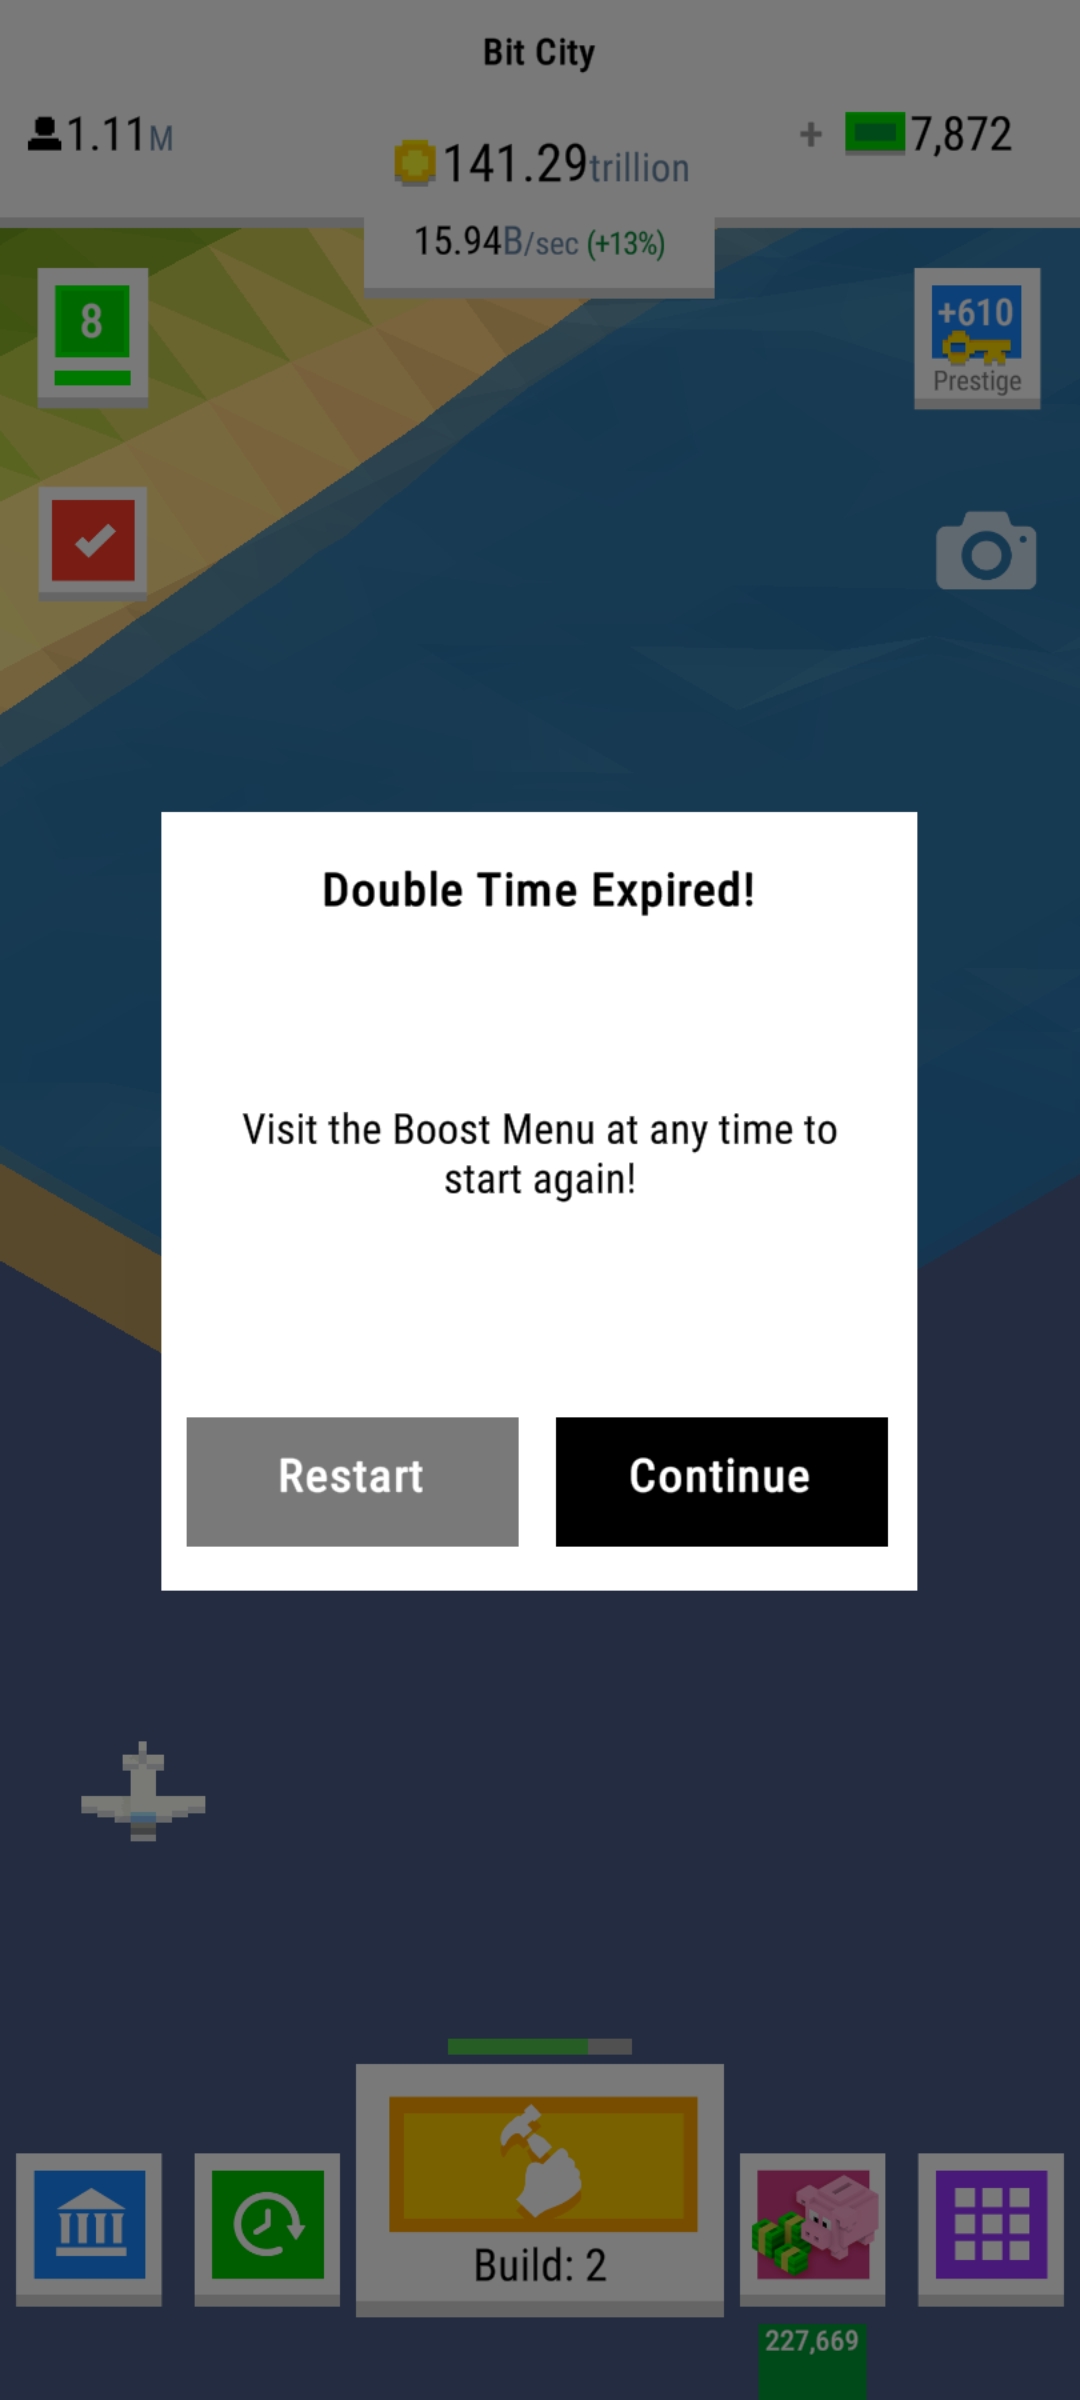 Bit City
1.11M
141.29trillion
+ 7,872
15.94B/sec (+13%)
8
+610
Prestige
Double Time Expired!
Visit the Boost Menu at any time to
start again!
Restart
Continue
Build: 2
227,669